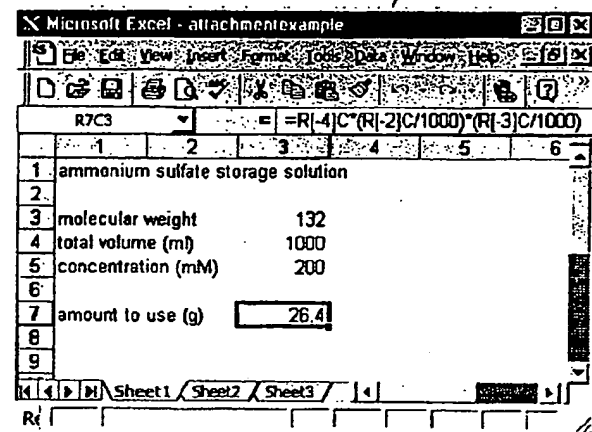 Microsoft Excel - attachmentexample
File Edit View Insert Format Tools Data Window Help
R7C3 = =R[-4]C*(R[-2]C/1000)*(R[-3]C/1000)
1 2 3 4 5 6
1 ammonium sulfate storage solution
2
3 molecular weight 132
4 total volume (ml) 1000
5 concentration (mM) 200
6
7 amount to use (g) 26.4
8
9
Sheet1 Sheet2 Sheet3